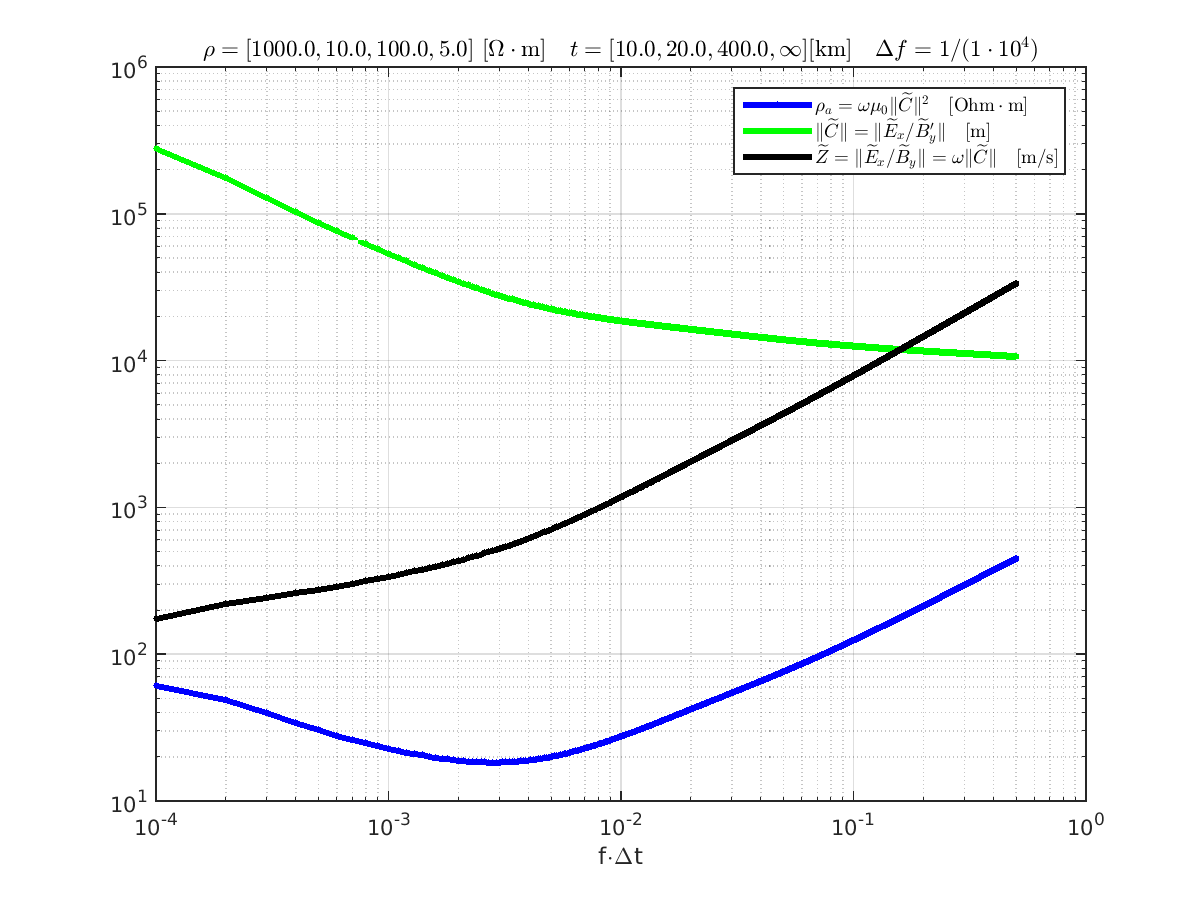 ρ = [1000.0, 10.0, 100.0, 5.0] [Ω · m] t = [10.0, 20.0, 400.0, ∞][km] Δf = 1/(1 · 10⁴)
10⁶
ρₐ = ωμ₀‖C̃‖² [Ohm · m]
‖C̃‖ = ‖Ẽₓ/B̃′ᵧ‖ [m]
Z̃ = ‖Ẽₓ/B̃ᵧ‖ = ω‖C̃‖ [m/s]
10⁵
10⁴
10³
10²
10¹
10⁻⁴ 10⁻³ 10⁻² 10⁻¹ 10⁰
f·Δt